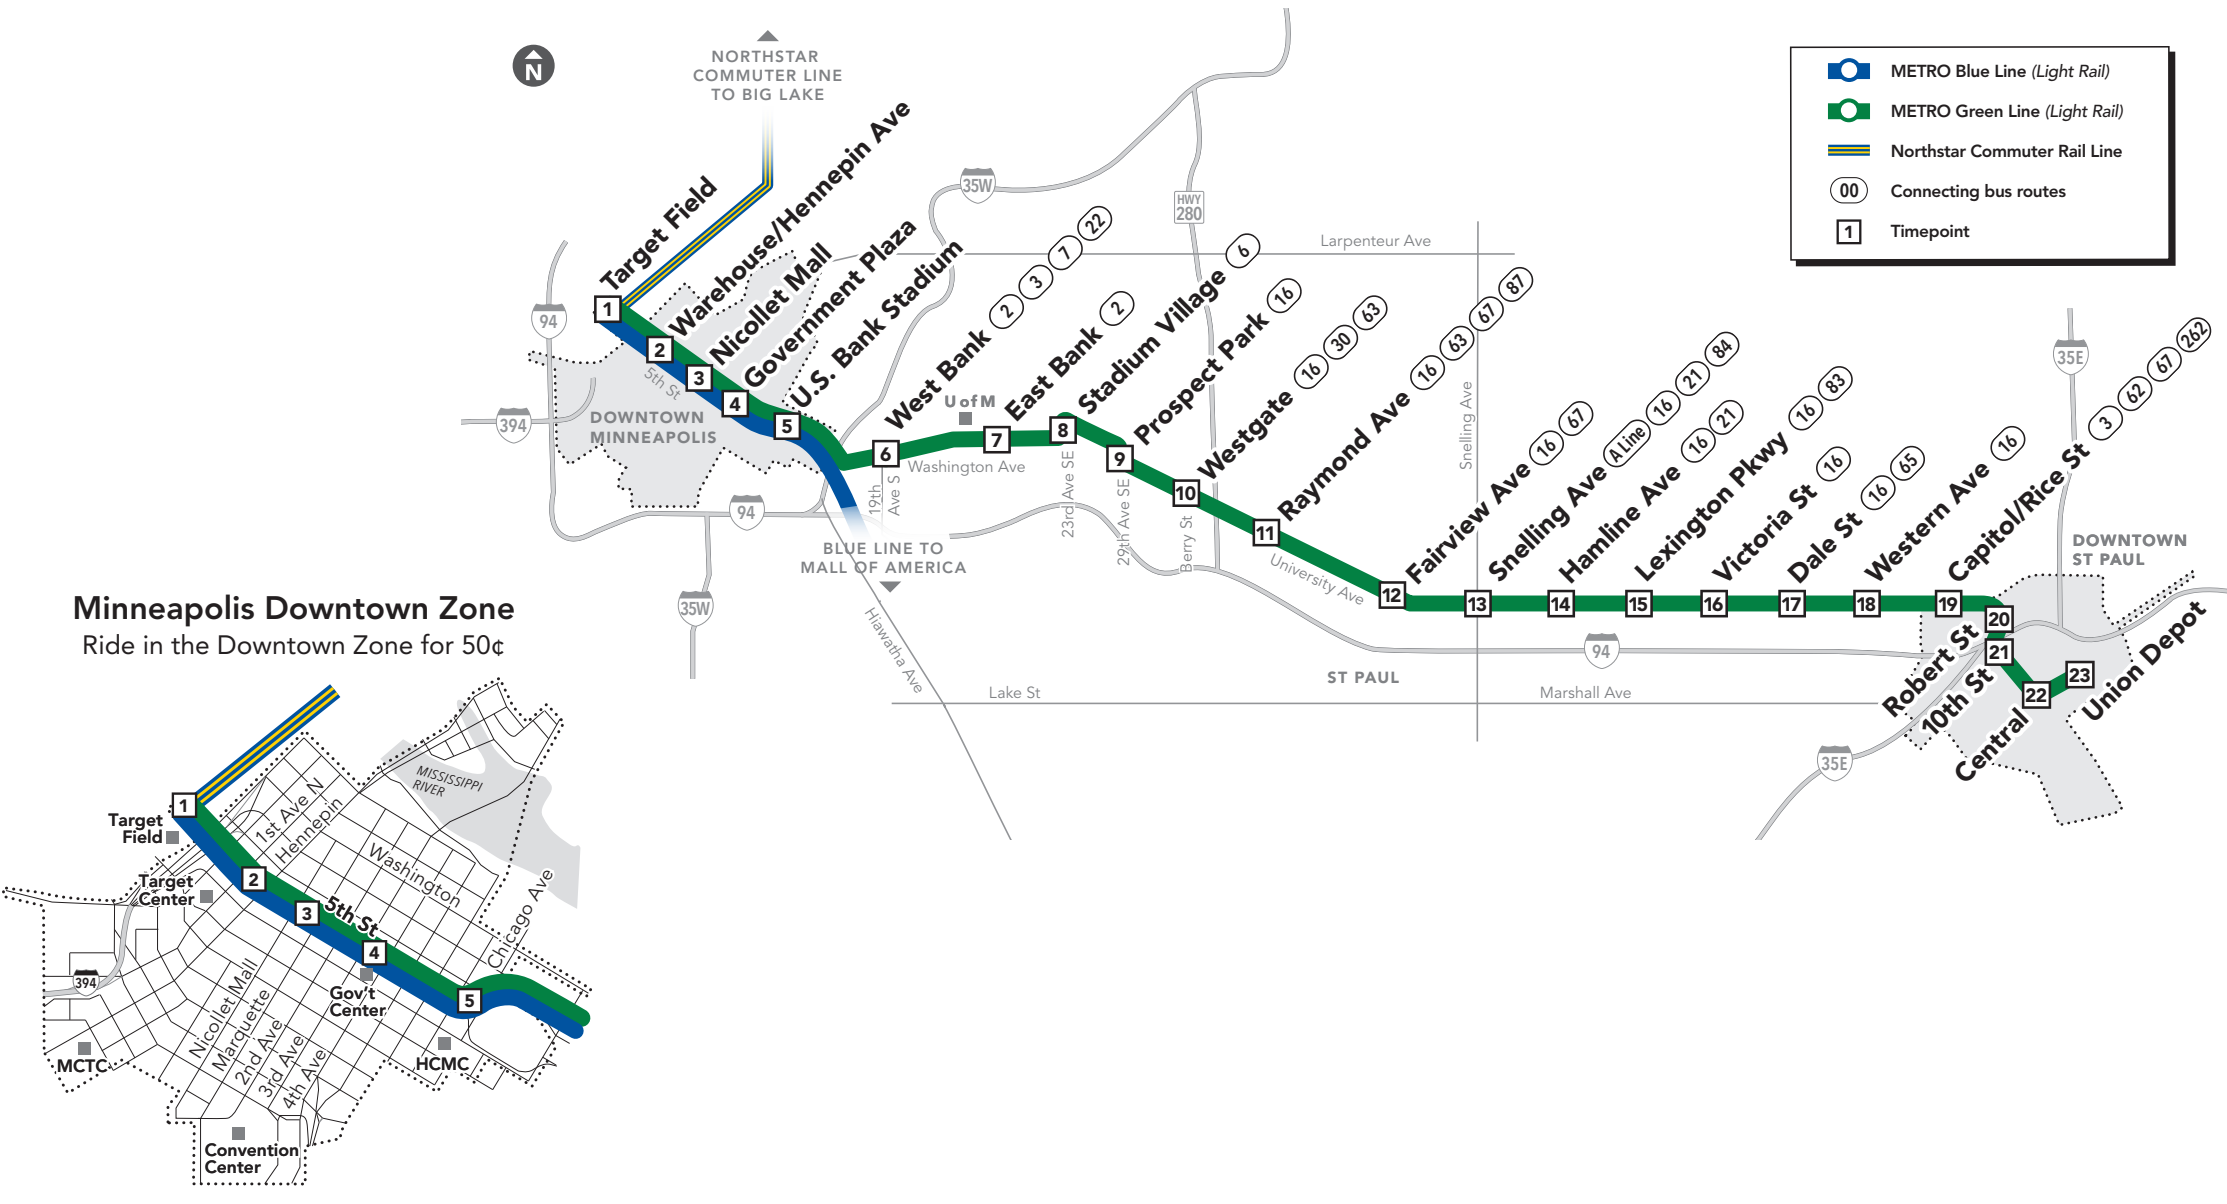 N
NORTHSTAR
COMMUTER LINE
TO BIG LAKE
METRO Blue Line (Light Rail)
METRO Green Line (Light Rail)
Northstar Commuter Rail Line
00 Connecting bus routes
1 Timepoint
1 Target Field
2 Warehouse/Hennepin Ave
3 Nicollet Mall
4 Government Plaza
5 U.S. Bank Stadium
6 West Bank 2 3 7 22
7 East Bank 2
8 Stadium Village 6
9 Prospect Park 16
10 Westgate 16 30 63
11 Raymond Ave 16 63 67 87
12 Fairview Ave 16 67
13 Snelling Ave A Line 16 21 84
14 Hamline Ave 16 21
15 Lexington Pkwy 16 83
16 Victoria St 16
17 Dale St 16 65
18 Western Ave 16
19 Capitol/Rice St 3 62 67 262
20 Robert St
21 10th St
22 Central
23 Union Depot
35W
HWY
280
Larpenteur Ave
94
394
5th St
DOWNTOWN
MINNEAPOLIS
U of M
Washington Ave
19th
Ave S
23rd Ave SE
29th Ave SE
Berry St
University Ave
Snelling Ave
35E
DOWNTOWN
ST PAUL
94
BLUE LINE TO
MALL OF AMERICA
35W
Hiawatha Ave
94
ST PAUL
Lake St
Marshall Ave
35E
Minneapolis Downtown Zone
Ride in the Downtown Zone for 50¢
1
Target
Field
MISSISSIPPI
RIVER
1st Ave N
Hennepin
Washington
2
Target
Center
3
5th St
4
Chicago Ave
394
Gov't
Center
5
Nicollet Mall
Marquette
2nd Ave
3rd Ave
4th Ave
MCTC
HCMC
Convention
Center